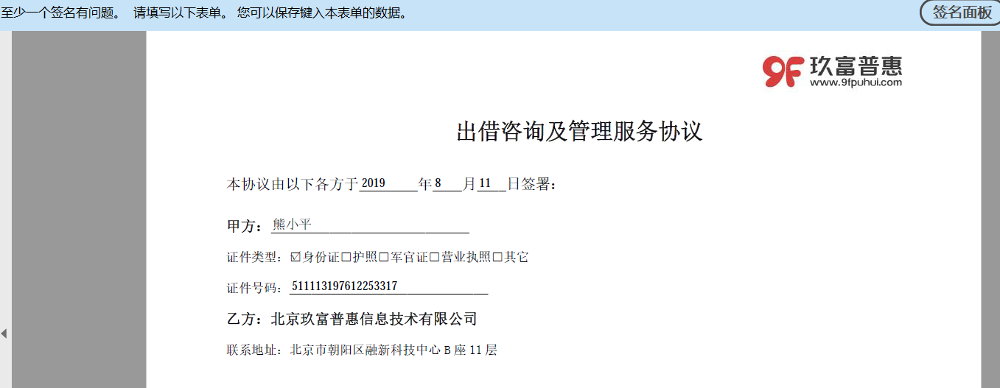 至少一个签名有问题。 请填写以下表单。 您可以保存键入本表单的数据。
签名面板
9F 玖富普惠
www.9fpuhui.com
出借咨询及管理服务协议
本协议由以下各方于2019年8月11日签署：
甲方：熊小平
证件类型：☑身份证□护照□军官证□营业执照□其它
证件号码：511113197612253317
乙方：北京玖富普惠信息技术有限公司
联系地址：北京市朝阳区融新科技中心 B 座 11 层